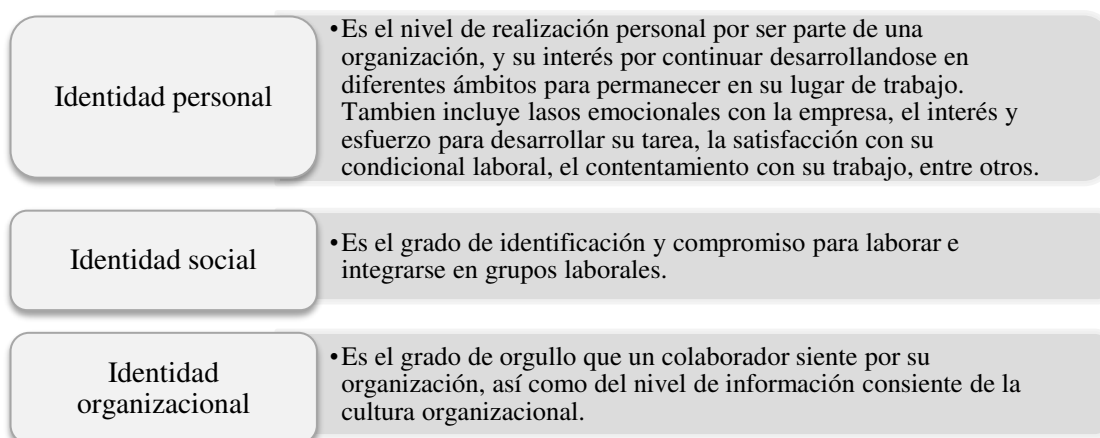 Identidad personal
•Es el nivel de realización personal por ser parte de una
organización, y su interés por continuar desarrollandose en
diferentes ámbitos para permanecer en su lugar de trabajo.
Tambien incluye lasos emocionales con la empresa, el interés y
esfuerzo para desarrollar su tarea, la satisfacción con su
condicional laboral, el contentamiento con su trabajo, entre otros.
Identidad social
•Es el grado de identificación y compromiso para laborar e
integrarse en grupos laborales.
Identidad
organizacional
•Es el grado de orgullo que un colaborador siente por su
organización, así como del nivel de información consiente de la
cultura organizacional.